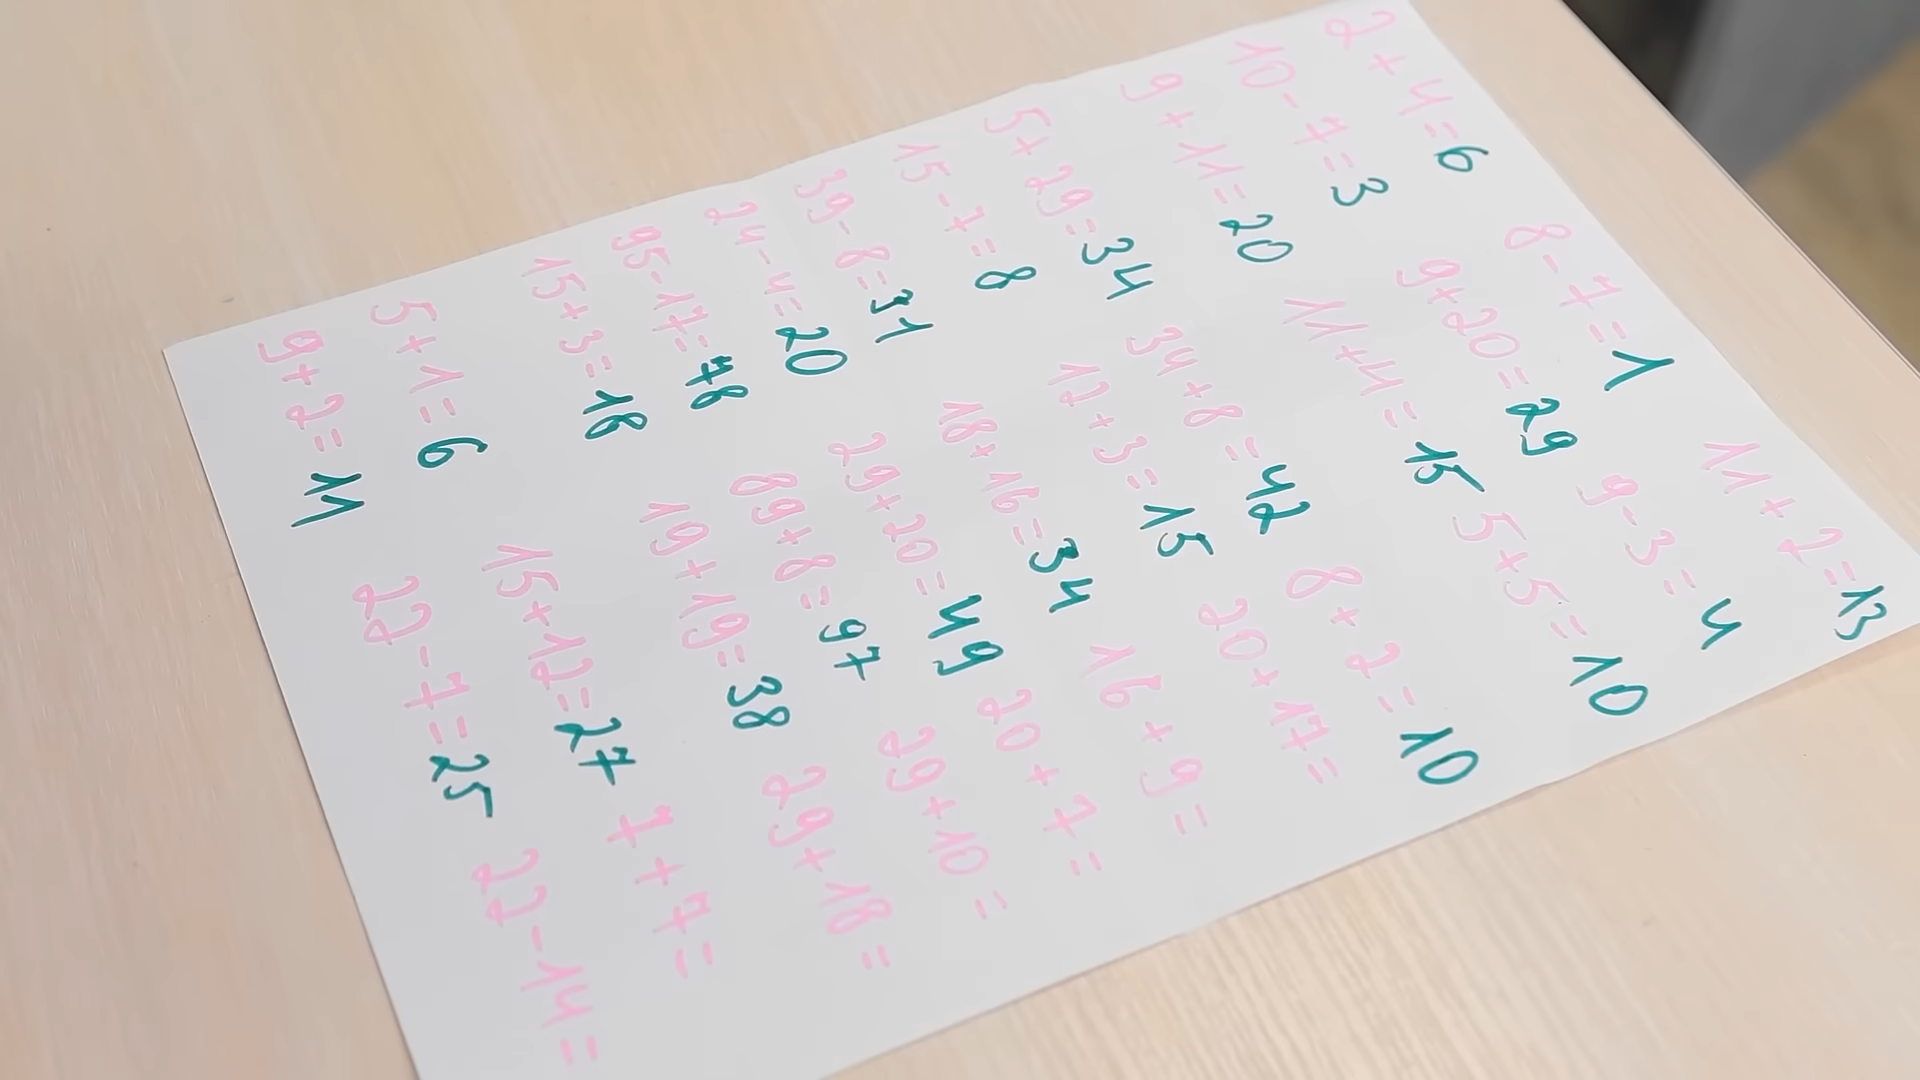 2 + 4 = 6 8 - 7 = 1 11 + 2 = 13
10 - 7 = 3 9 + 20 = 29 9 - 3 = 4
9 + 11 = 20 11 + 4 = 15 5 + 5 = 10
5 + 29 = 34 34 + 8 = 42 8 + 2 = 10
15 - 7 = 8 12 + 3 = 15 20 + 17 =
39 - 8 = 31 18 + 16 = 34 16 + 9 =
24 - 4 = 20 29 + 20 = 49 20 + 7 =
95 - 17 = 78 89 + 8 = 97 29 + 10 =
15 + 3 = 18 19 + 19 = 38 29 + 18 =
5 + 1 = 6 15 + 12 = 27 7 + 7 =
9 + 2 = 11 22 - 7 = 25 22 - 14 =